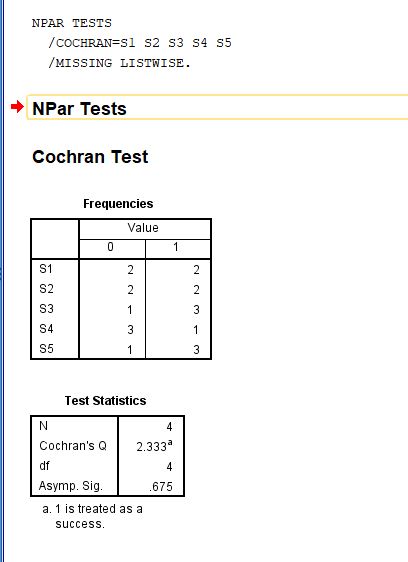 NPAR TESTS
/COCHRAN=S1 S2 S3 S4 S5
/MISSING LISTWISE.
NPar Tests
Cochran Test
Frequencies
Value
0 1
S1 2 2
S2 2 2
S3 1 3
S4 3 1
S5 1 3
Test Statistics
N 4
Cochran's Q 2.333a
df 4
Asymp. Sig. .675
a. 1 is treated as a
success.